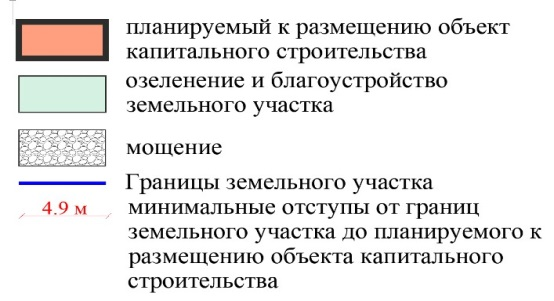 планируемый к размещению объект
капитального строительства
озеленение и благоустройство
земельного участка
мощение
Границы земельного участка
4.9 м
минимальные отступы от границ
земельного участка до планируемого к
размещению объекта капитального
строительства